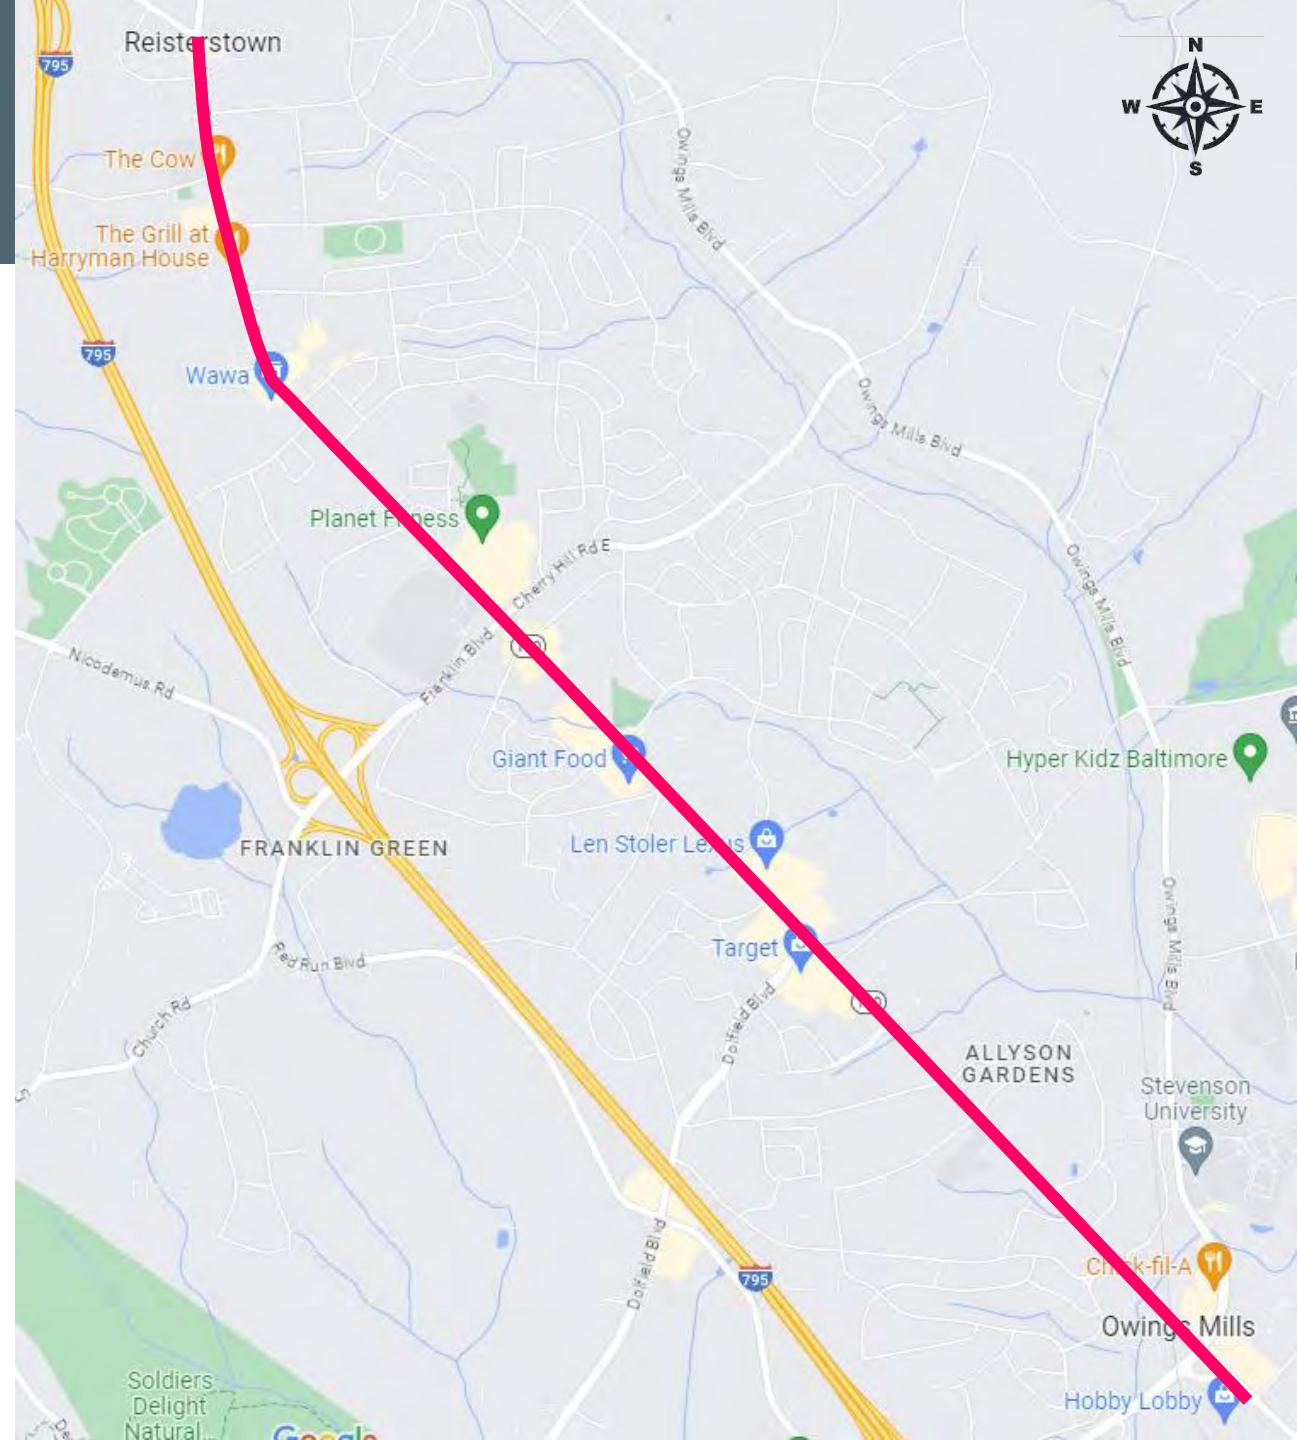 Reisterstown
N
W
E
S
795
The Cow
The Grill at
Harryman House
Owings Mills Blvd
795
Wawa
Owings Mills Blvd
Planet Fitness
Cherry Hill Rd E
Owings Mills Blvd
Nicodemus Rd
Franklin Blvd
Giant Food
Hyper Kidz Baltimore
Len Stoler Lexus
FRANKLIN GREEN
Target
Owings Mills Blvd
Red Run Blvd
Church Rd
Dolfield Blvd
ALLYSON
GARDENS
Stevenson
University
Dolfield Blvd
795
Chick-fil-A
Owings Mills
Hobby Lobby
Soldiers
Delight
Natural...
Google